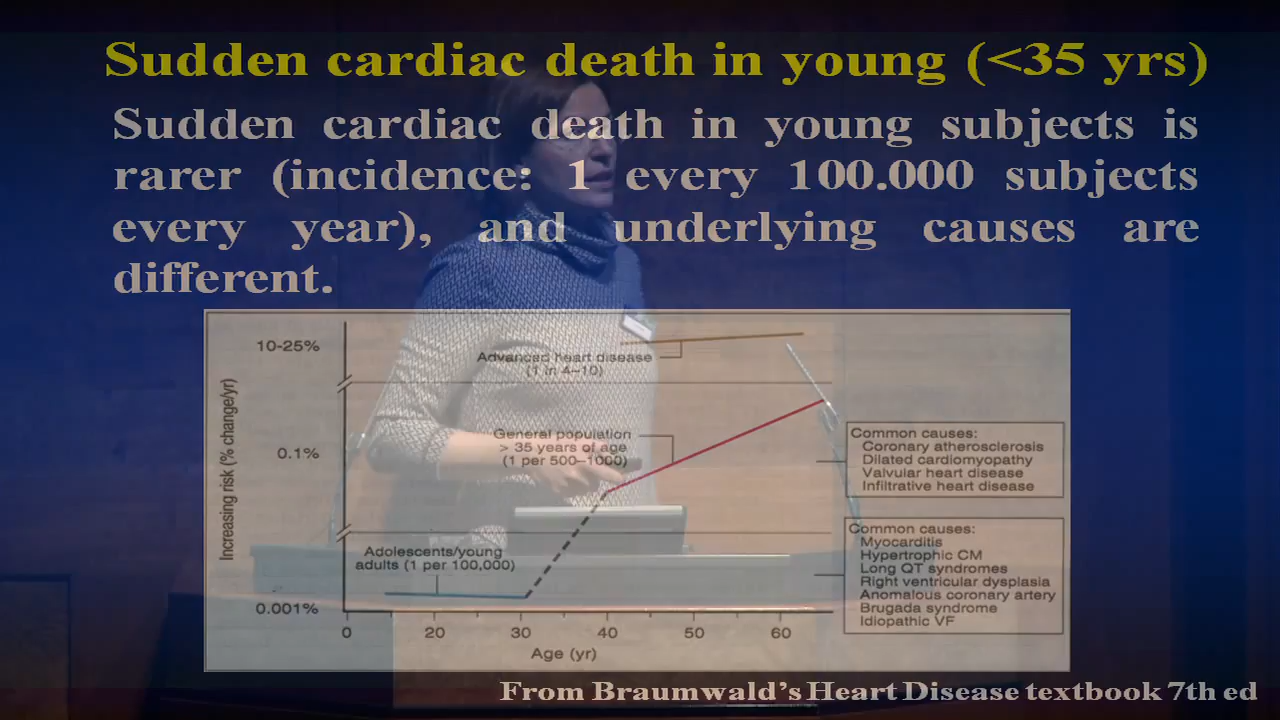 Sudden cardiac death in young (<35 yrs)
Sudden cardiac death in young subjects is
rarer (incidence: 1 every 100.000 subjects
every year), and underlying causes are
different.
Increasing risk (% change/yr)
10-25%
0.1%
0.001%
Advanced heart disease
(1 in 4–10)
General population
> 35 years of age
(1 per 500–1000)
Adolescents/young
adults (1 per 100,000)
Common causes:
Coronary atherosclerosis
Dilated cardiomyopathy
Valvular heart disease
Infiltrative heart disease
Common causes:
Myocarditis
Hypertrophic CM
Long QT syndromes
Right ventricular dysplasia
Anomalous coronary artery
Brugada syndrome
Idiopathic VF
0 20 30 40 50 60
Age (yr)
From Braumwald's Heart Disease textbook 7th ed